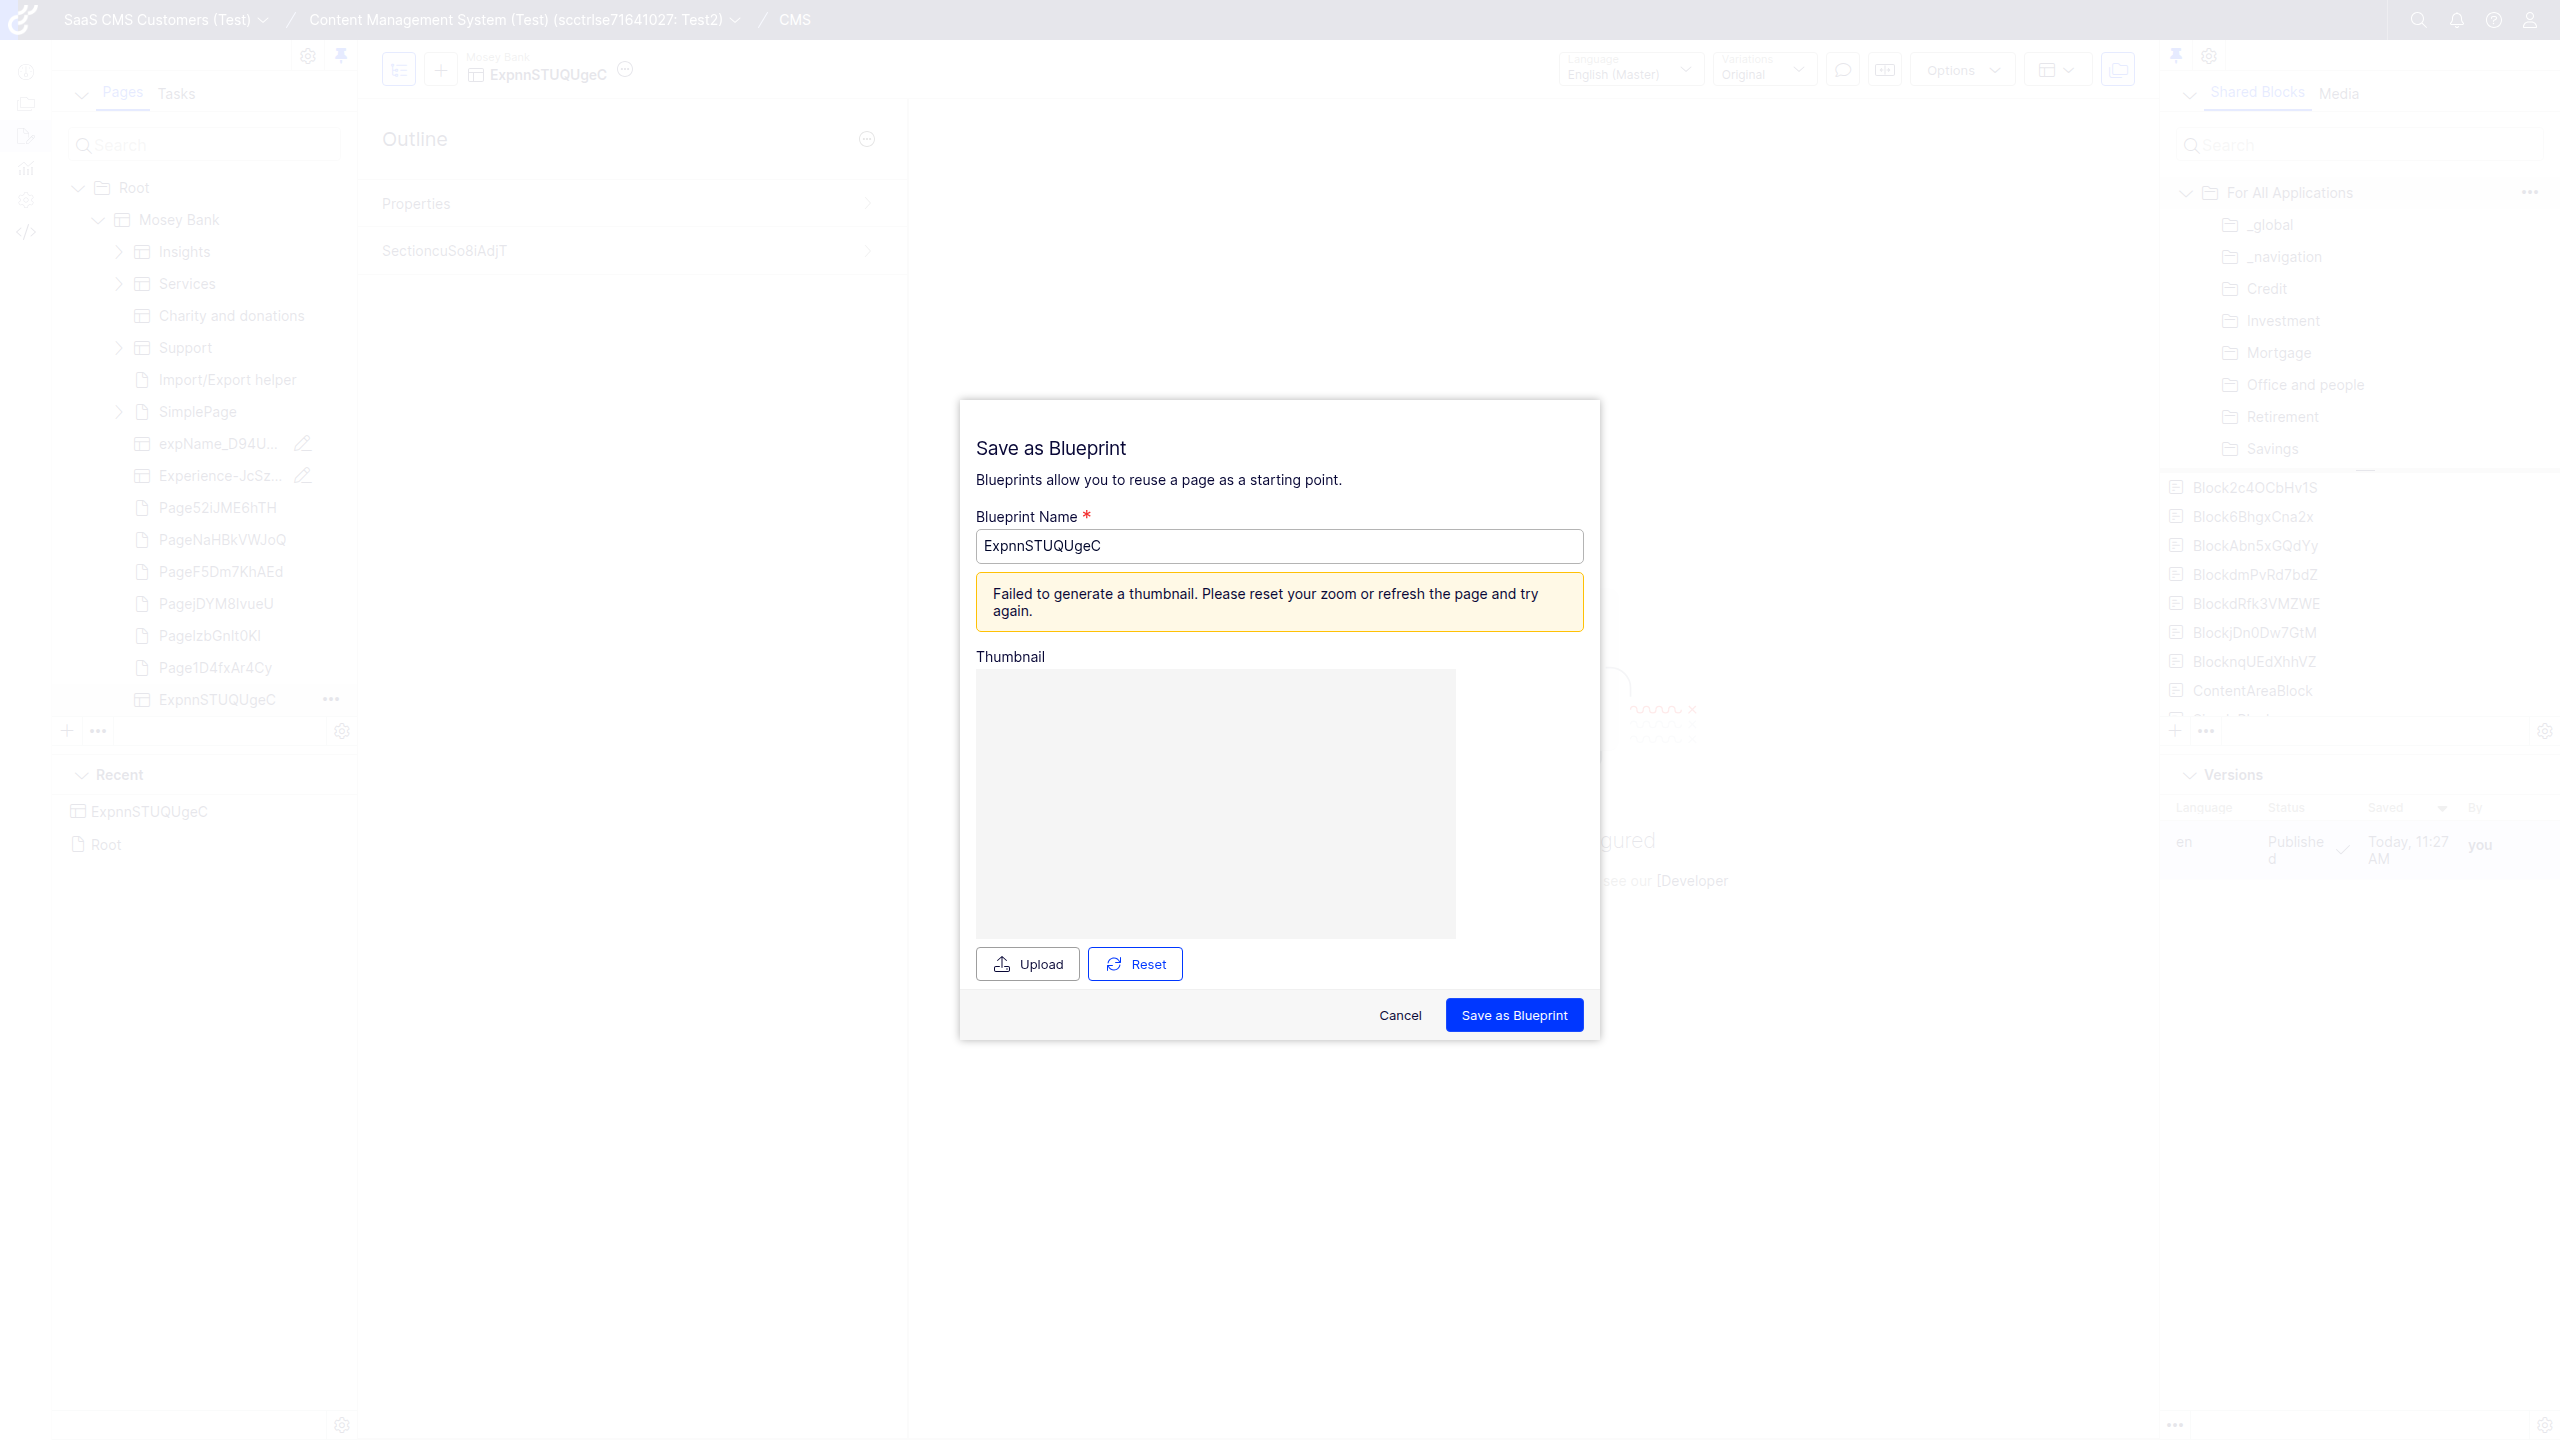 SaaS CMS Customers (Test) / Content Management System (Test) (scctrlse71641027: Test2) / CMS
Pages
Tasks
Search
Root
Mosey Bank
Insights
Services
Charity and donations
Support
Import/Export helper
SimplePage
expName_D94U...
Experience-JcSz...
Page52iJME6hTH
PageNaHBkVWJoQ
PageF5Dm7KhAEd
PagejDYM8IvueU
PageIzbGnIt0KI
Page1D4fxAr4Cy
ExpnnSTUQUgeC
Recent
ExpnnSTUQUgeC
Root
Mosey Bank
ExpnnSTUQUgeC
Language
English (Master)
Variations
Original
Options
Outline
Properties
SectioncuSo8iAdjT
Save as Blueprint
Blueprints allow you to reuse a page as a starting point.
Blueprint Name *
ExpnnSTUQUgeC
Failed to generate a thumbnail. Please reset your zoom or refresh the page and try
again.
Thumbnail
Upload
Reset
Cancel
Save as Blueprint
gured
see our [Developer
Shared Blocks
Media
Search
For All Applications
_global
_navigation
Credit
Investment
Mortgage
Office and people
Retirement
Savings
Block2c4OCbHv1S
Block6BhgxCna2x
BlockAbn5xGQdYy
BlockdmPvRd7bdZ
BlockdRfk3VMZWE
BlockjDn0Dw7GtM
BlocknqUEdXhhVZ
ContentAreaBlock
Versions
Language Status Saved By
en Publishe Today, 11:27 you
d AM